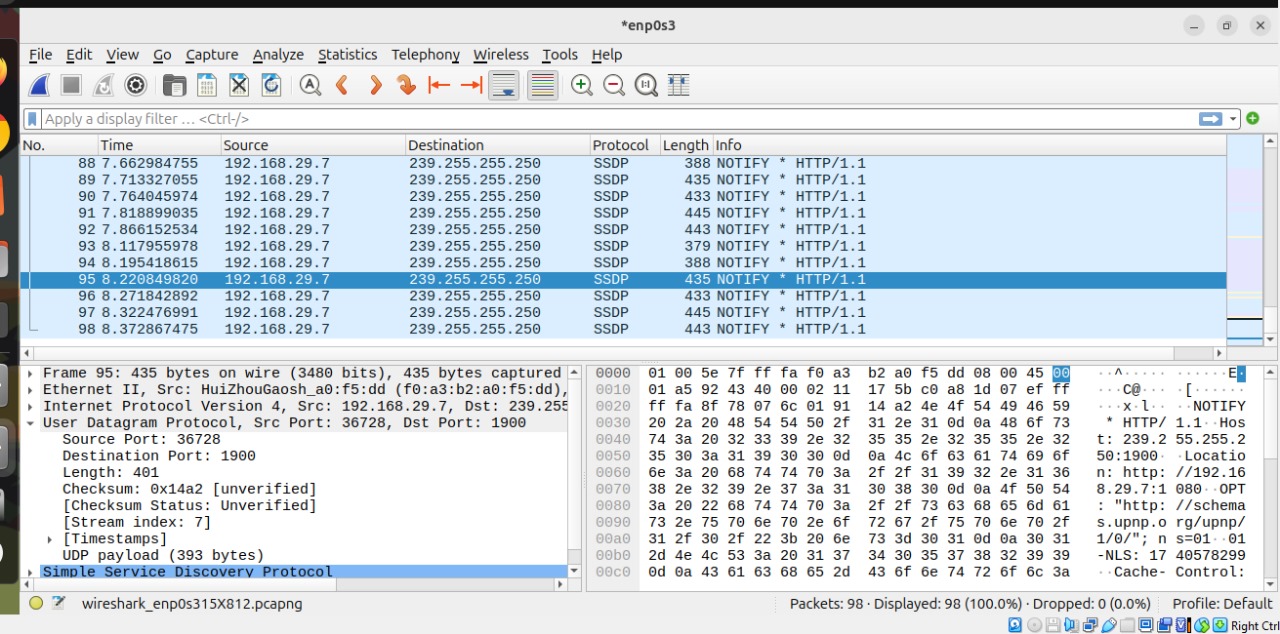 *enp0s3
File Edit View Go Capture Analyze Statistics Telephony Wireless Tools Help
Apply a display filter … <Ctrl-/>
No. Time Source Destination Protocol Length Info
88 7.662984755 192.168.29.7 239.255.255.250 SSDP 388 NOTIFY * HTTP/1.1
89 7.713327055 192.168.29.7 239.255.255.250 SSDP 435 NOTIFY * HTTP/1.1
90 7.764045974 192.168.29.7 239.255.255.250 SSDP 433 NOTIFY * HTTP/1.1
91 7.818899035 192.168.29.7 239.255.255.250 SSDP 445 NOTIFY * HTTP/1.1
92 7.866152534 192.168.29.7 239.255.255.250 SSDP 443 NOTIFY * HTTP/1.1
93 8.117955978 192.168.29.7 239.255.255.250 SSDP 379 NOTIFY * HTTP/1.1
94 8.195418615 192.168.29.7 239.255.255.250 SSDP 388 NOTIFY * HTTP/1.1
95 8.220849820 192.168.29.7 239.255.255.250 SSDP 435 NOTIFY * HTTP/1.1
96 8.271842892 192.168.29.7 239.255.255.250 SSDP 433 NOTIFY * HTTP/1.1
97 8.322476991 192.168.29.7 239.255.255.250 SSDP 445 NOTIFY * HTTP/1.1
98 8.372867475 192.168.29.7 239.255.255.250 SSDP 443 NOTIFY * HTTP/1.1
Frame 95: 435 bytes on wire (3480 bits), 435 bytes captured
Ethernet II, Src: HuiZhouGaosh_a0:f5:dd (f0:a3:b2:a0:f5:dd),
Internet Protocol Version 4, Src: 192.168.29.7, Dst: 239.255
User Datagram Protocol, Src Port: 36728, Dst Port: 1900
Source Port: 36728
Destination Port: 1900
Length: 401
Checksum: 0x14a2 [unverified]
[Checksum Status: Unverified]
[Stream index: 7]
[Timestamps]
UDP payload (393 bytes)
Simple Service Discovery Protocol
0000 01 00 5e 7f ff fa f0 a3 b2 a0 f5 dd 08 00 45 00 ··^····· ······E·
0010 01 a5 92 43 40 00 02 11 17 5b c0 a8 1d 07 ef ff ···C@··· ·[······
0020 ff fa 8f 78 07 6c 01 91 14 a2 4e 4f 54 49 46 59 ···x·l·· ··NOTIFY
0030 20 2a 20 48 54 54 50 2f 31 2e 31 0d 0a 48 6f 73 * HTTP/ 1.1··Hos
0040 74 3a 20 32 33 39 2e 32 35 35 2e 32 35 35 2e 32 t: 239.2 55.255.2
0050 35 30 3a 31 39 30 30 0d 0a 4c 6f 63 61 74 69 6f 50:1900· ·Locatio
0060 6e 3a 20 68 74 74 70 3a 2f 2f 31 39 32 2e 31 36 n: http: //192.16
0070 38 2e 32 39 2e 37 3a 31 30 38 30 0d 0a 4f 50 54 8.29.7:1 080··OPT
0080 3a 20 22 68 74 74 70 3a 2f 2f 73 63 68 65 6d 61 : "http: //schema
0090 73 2e 75 70 6e 70 2e 6f 72 67 2f 75 70 6e 70 2f s.upnp.o rg/upnp/
00a0 31 2f 30 2f 22 3b 20 6e 73 3d 30 31 0d 0a 30 31 1/0/"; n s=01··01
00b0 2d 4e 4c 53 3a 20 31 37 34 30 35 37 38 32 39 39 -NLS: 17 40578299
00c0 0d 0a 43 61 63 68 65 2d 43 6f 6e 74 72 6f 6c 3a ··Cache- Control:
wireshark_enp0s315X812.pcapng Packets: 98 · Displayed: 98 (100.0%) · Dropped: 0 (0.0%) Profile: Default
Right Ctrl